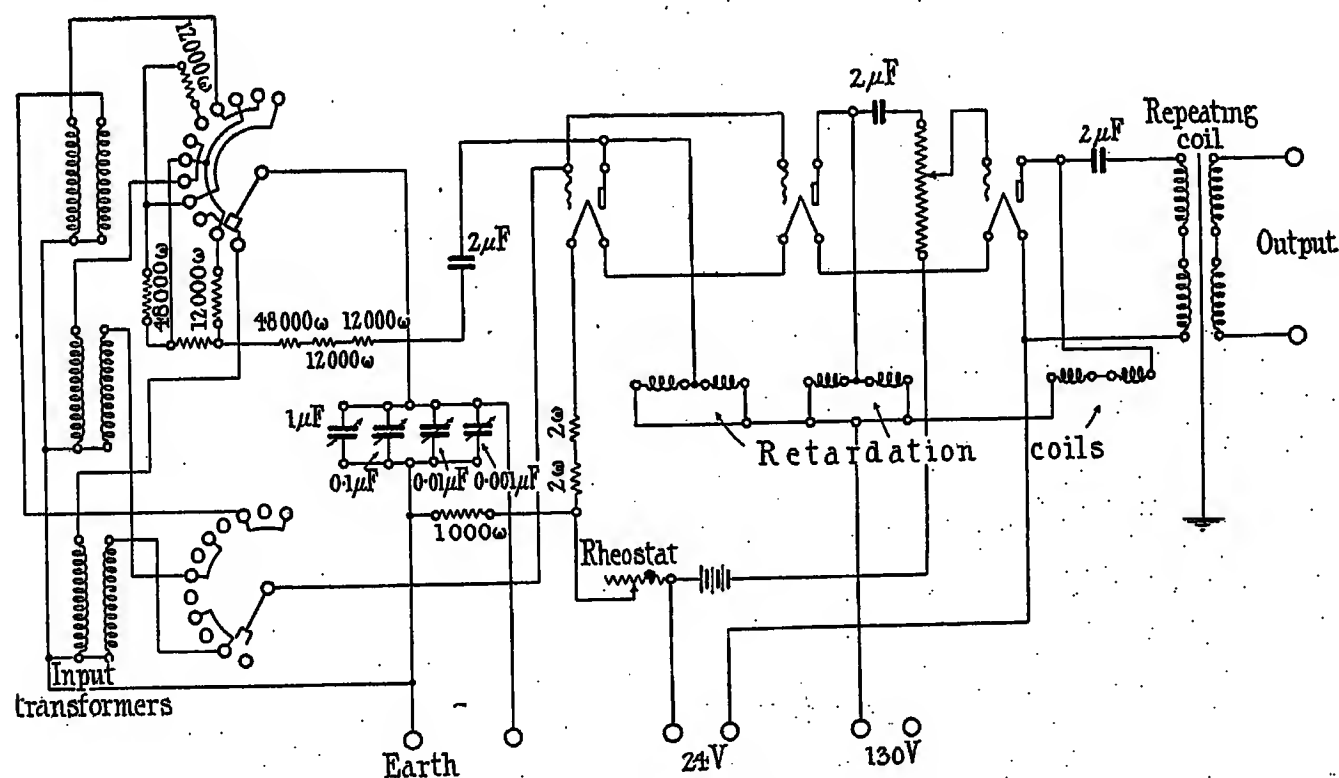 12000ω
2μF
2μF
Repeating
coil
Output
2μF
48000ω
12000ω
48000ω 12000ω
12000ω
1μF
0·1μF
0·01μF
0·001μF
2ω
2ω
1000ω
Retardation coils
Rheostat
Input
transformers
Earth
24V
130V